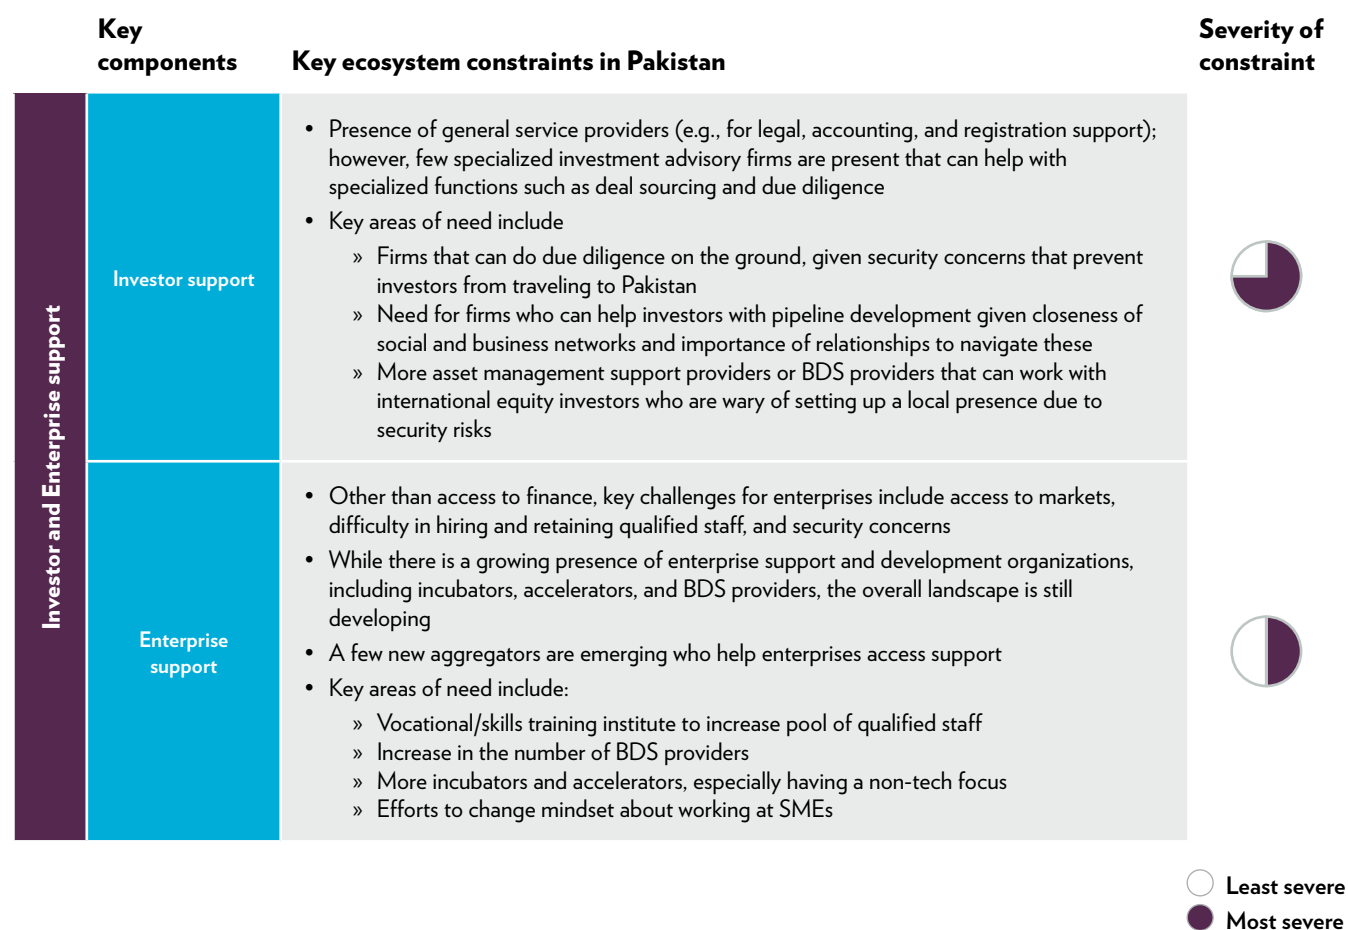 Key
components
Key ecosystem constraints in Pakistan
Severity of
constraint
Investor and Enterprise support
Investor support
• Presence of general service providers (e.g., for legal, accounting, and registration support);
however, few specialized investment advisory firms are present that can help with
specialized functions such as deal sourcing and due diligence
• Key areas of need include
» Firms that can do due diligence on the ground, given security concerns that prevent
investors from traveling to Pakistan
» Need for firms who can help investors with pipeline development given closeness of
social and business networks and importance of relationships to navigate these
» More asset management support providers or BDS providers that can work with
international equity investors who are wary of setting up a local presence due to
security risks
Enterprise
support
• Other than access to finance, key challenges for enterprises include access to markets,
difficulty in hiring and retaining qualified staff, and security concerns
• While there is a growing presence of enterprise support and development organizations,
including incubators, accelerators, and BDS providers, the overall landscape is still
developing
• A few new aggregators are emerging who help enterprises access support
• Key areas of need include:
» Vocational/skills training institute to increase pool of qualified staff
» Increase in the number of BDS providers
» More incubators and accelerators, especially having a non-tech focus
» Efforts to change mindset about working at SMEs
Least severe
Most severe